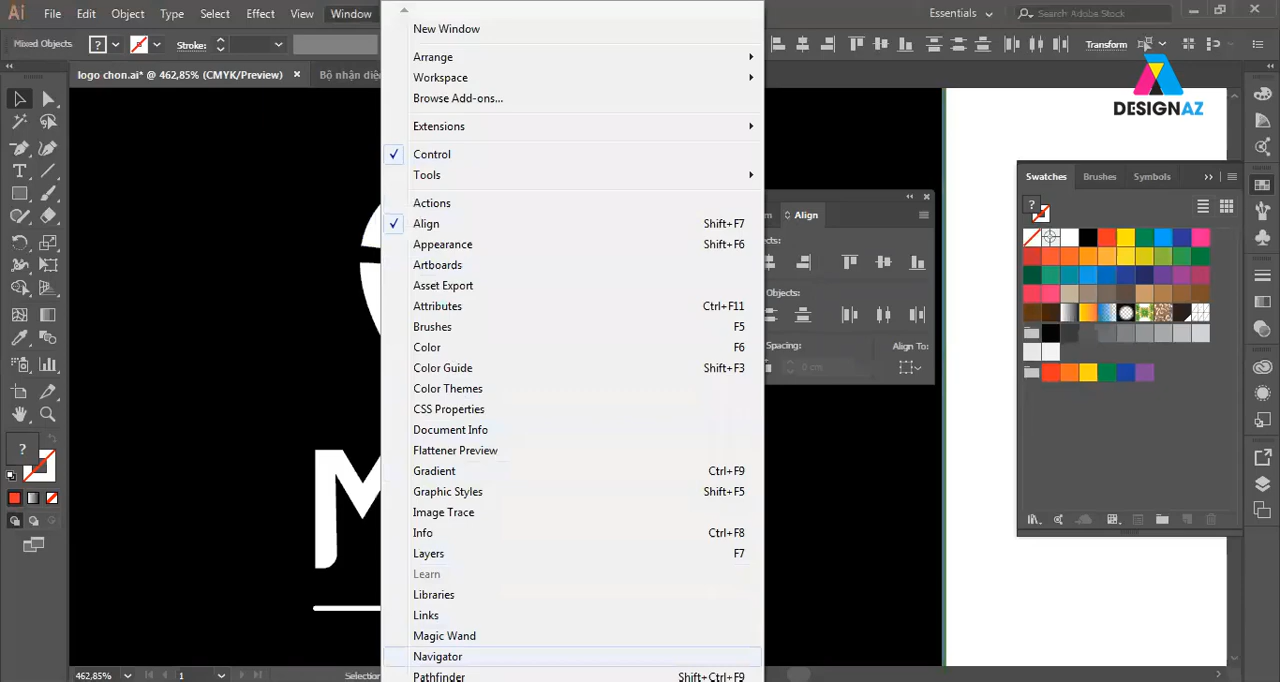 Ai File Edit Object Type Select Effect View Window Essentials Search Adobe Stock
Mixed Objects ? Stroke: Transform
logo chon.ai* @ 462,85% (CMYK/Preview) × Bộ nhận diệ
New Window
Arrange
Workspace
Browse Add-ons...
Extensions
Control
Tools
Actions
Align Shift+F7
Appearance Shift+F6
Artboards
Asset Export
Attributes Ctrl+F11
Brushes F5
Color F6
Color Guide Shift+F3
Color Themes
CSS Properties
Document Info
Flattener Preview
Gradient Ctrl+F9
Graphic Styles Shift+F5
Image Trace
Info Ctrl+F8
Layers F7
Learn
Libraries
Links
Magic Wand
Navigator
Pathfinder Shift+Ctrl+F9
M
Align
Objects:
Spacing: Align To:
0 cm
DESIGNAZ
Swatches Brushes Symbols
?
?
462,85% 1 Selection